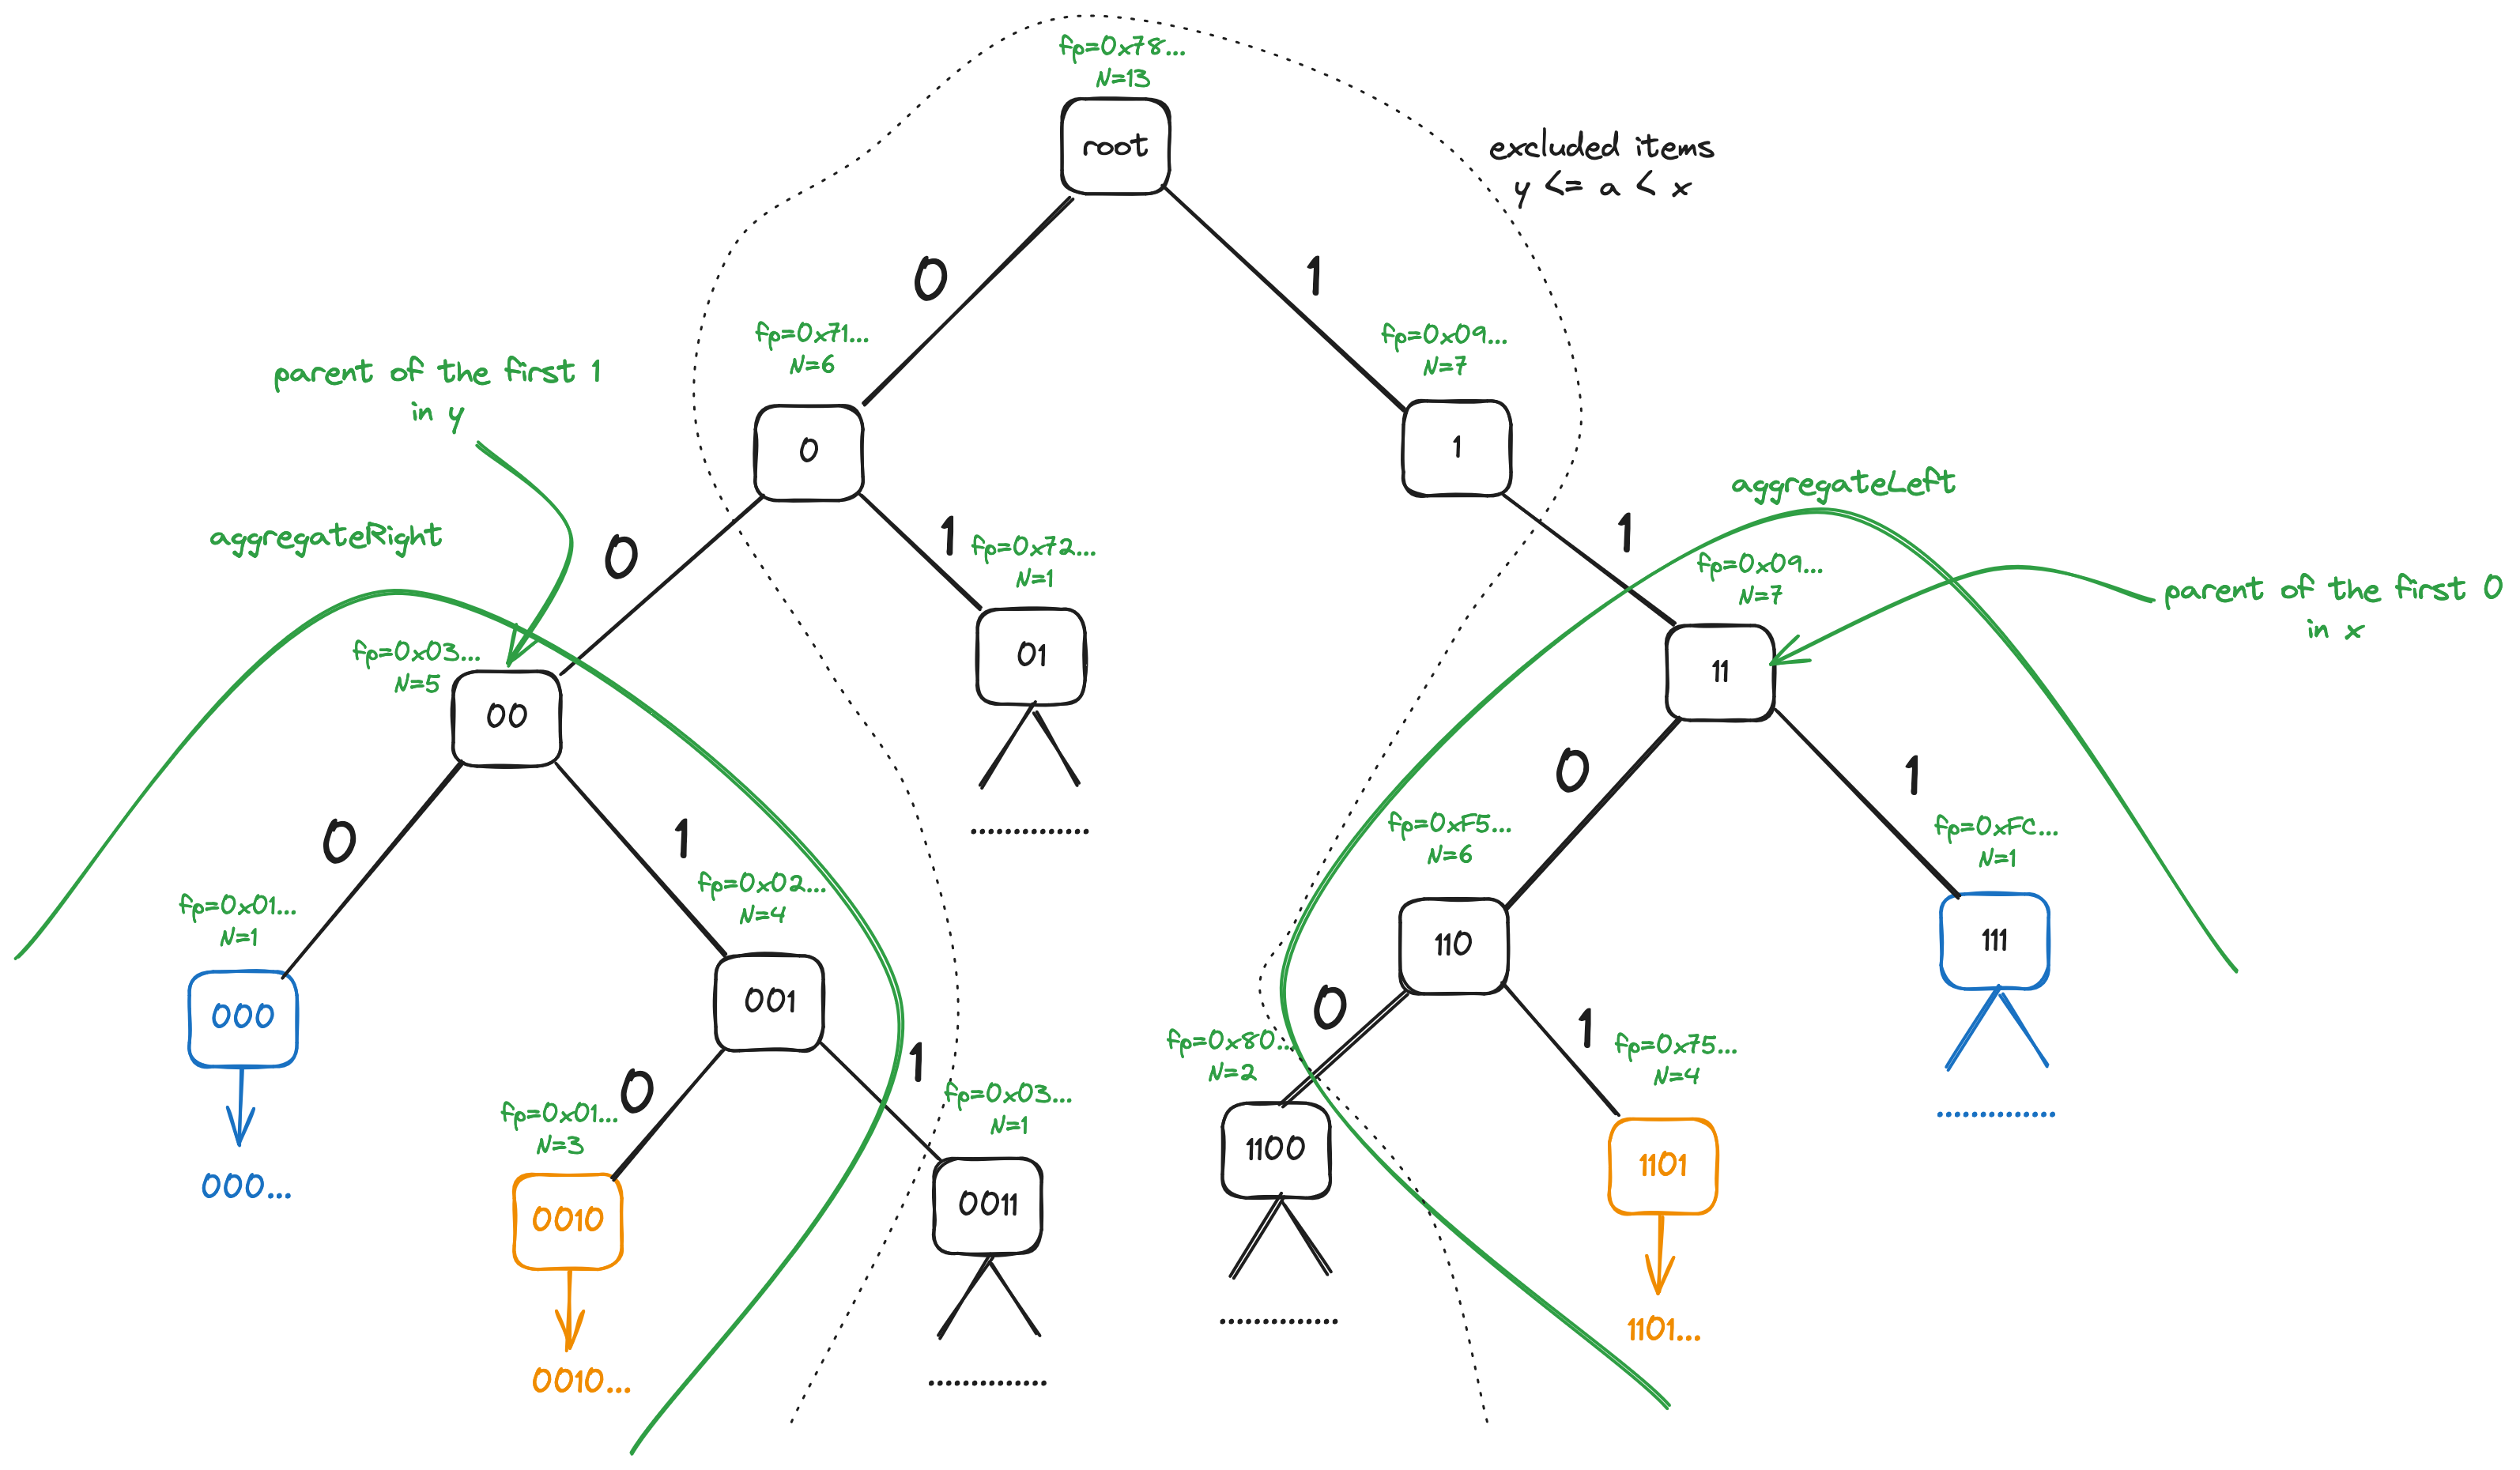 fp=0x78...
N=13
root
excluded items
y <= a < x
0
1
fp=0x71...
N=6
fp=0x09...
N=7
parent of the first 1
in y
0
1
aggregateLeft
aggregateRight
0
1
fp=0x72...
N=1
1
fp=0x09...
N=7
parent of the first 0
in x
fp=0x03...
N=5
01
11
00
0
1
0
1
fp=0x01...
N=1
fp=0x02...
N=4
fp=0xF5...
N=6
fp=0xFC...
N=1
000
001
110
111
0
1
0
1
fp=0x01...
N=3
fp=0x03...
N=1
fp=0x80...
N=2
fp=0x75...
N=4
000...
0010
0011
1100
1101
0010...
1101...